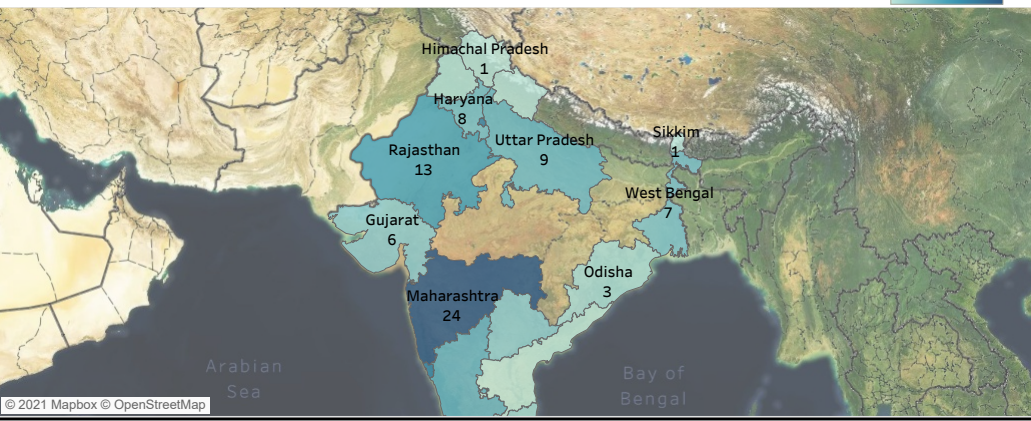 Himachal Pradesh
1
Haryana
8
Uttar Pradesh
9
Sikkim
1
Rajasthan
13
West Bengal
7
Gujarat
6
Odisha
3
Maharashtra
24
Arabian
Sea
Bay of
Bengal
© 2021 Mapbox © OpenStreetMap